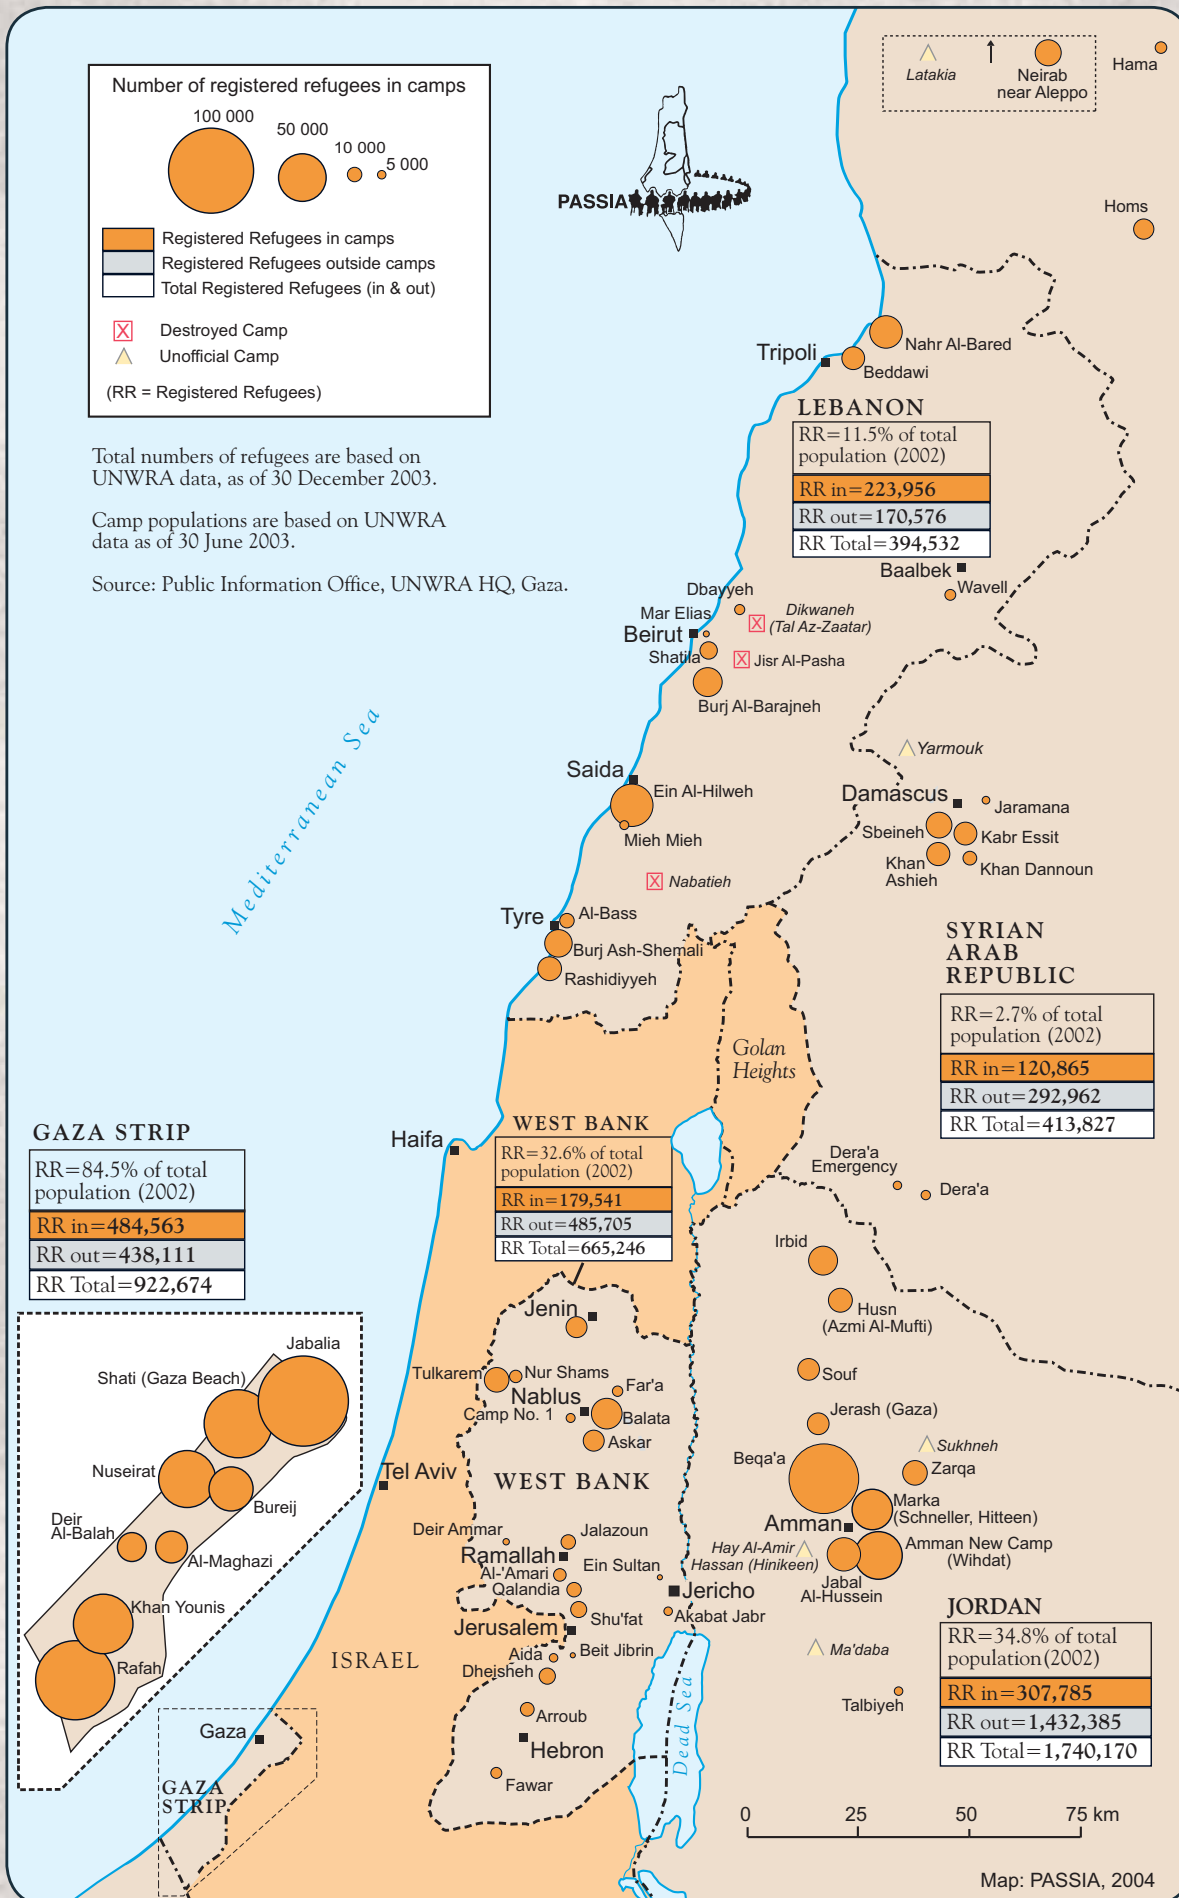 Number of registered refugees in camps
100 000
50 000
10 000
5 000
Registered Refugees in camps
Registered Refugees outside camps
Total Registered Refugees (in & out)
X Destroyed Camp
Unofficial Camp
(RR = Registered Refugees)
Total numbers of refugees are based on
UNWRA data, as of 30 December 2003.
Camp populations are based on UNWRA
data as of 30 June 2003.
Source: Public Information Office, UNWRA HQ, Gaza.
PASSIA
Latakia
Neirab
near Aleppo
Hama
Homs
Nahr Al-Bared
Tripoli
Beddawi
LEBANON
RR=11.5% of total
population (2002)
RR in=223,956
RR out=170,576
RR Total=394,532
Baalbek
Wavell
Dbayyeh
Mar Elias
X Dikwaneh
(Tal Az-Zaatar)
Beirut
Shatila
X Jisr Al-Pasha
Burj Al-Barajneh
Mediterranean Sea
Yarmouk
Saida
Ein Al-Hilweh
Mieh Mieh
Damascus
Jaramana
Sbeineh
Kabr Essit
Khan
Ashieh
Khan Dannoun
X Nabatieh
Tyre
Al-Bass
Burj Ash-Shemali
Rashidiyyeh
SYRIAN
ARAB
REPUBLIC
RR=2.7% of total
population (2002)
RR in=120,865
RR out=292,962
RR Total=413,827
Golan
Heights
Haifa
WEST BANK
RR=32.6% of total
population (2002)
RR in=179,541
RR out=485,705
RR Total=665,246
GAZA STRIP
RR=84.5% of total
population (2002)
RR in=484,563
RR out=438,111
RR Total=922,674
Dera'a
Emergency
Dera'a
Irbid
Husn
(Azmi Al-Mufti)
Souf
Jerash (Gaza)
Sukhneh
Beqa'a
Zarqa
Marka
(Schneller, Hitteen)
Amman
Hay Al-Amir
Hassan (Hinikeen)
Amman New Camp
(Wihdat)
Jabal
Al-Hussein
Jenin
Tulkarem
Nur Shams
Nablus
Far'a
Camp No. 1
Balata
Askar
WEST BANK
Tel Aviv
Deir Ammar
Jalazoun
Ramallah
Ein Sultan
Al-'Amari
Qalandia
Jericho
Shu'fat
Akabat Jabr
Jerusalem
Aida
Beit Jibrin
Dheisheh
Arroub
Hebron
Fawar
ISRAEL
Dead Sea
Jabalia
Shati (Gaza Beach)
Nuseirat
Bureij
Deir
Al-Balah
Al-Maghazi
Khan Younis
Rafah
Gaza
GAZA
STRIP
Ma'daba
Talbiyeh
JORDAN
RR=34.8% of total
population(2002)
RR in=307,785
RR out=1,432,385
RR Total=1,740,170
0 25 50 75 km
Map: PASSIA, 2004